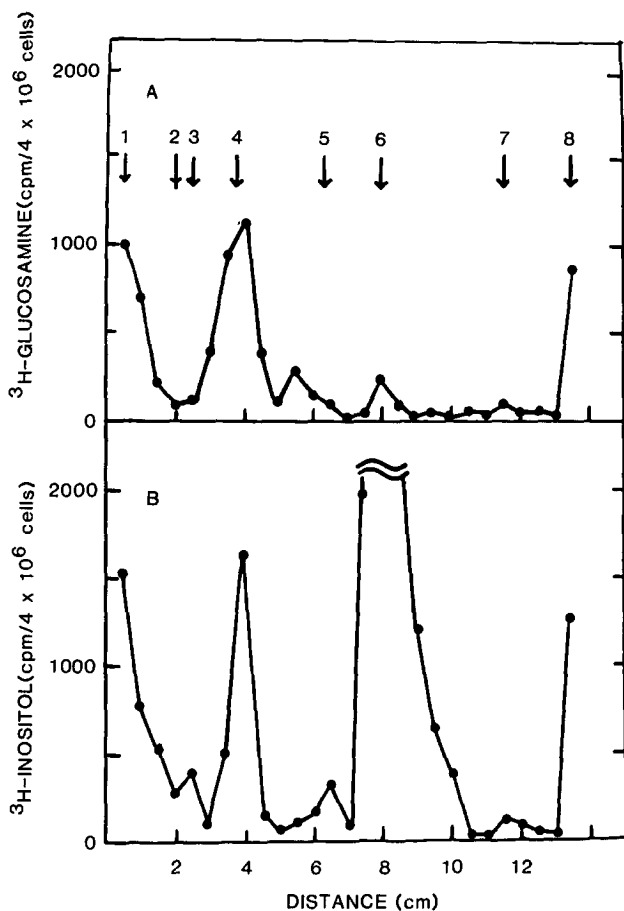 2000
A
1 2 3 4 5 6 7 8
1000
0
³H-GLUCOSAMINE(cpm/4 x 10⁶ cells)
2000
B
1000
0
³H-INOSITOL(cpm/4 x 10⁶ cells)
2 4 6 8 10 12
DISTANCE (cm)